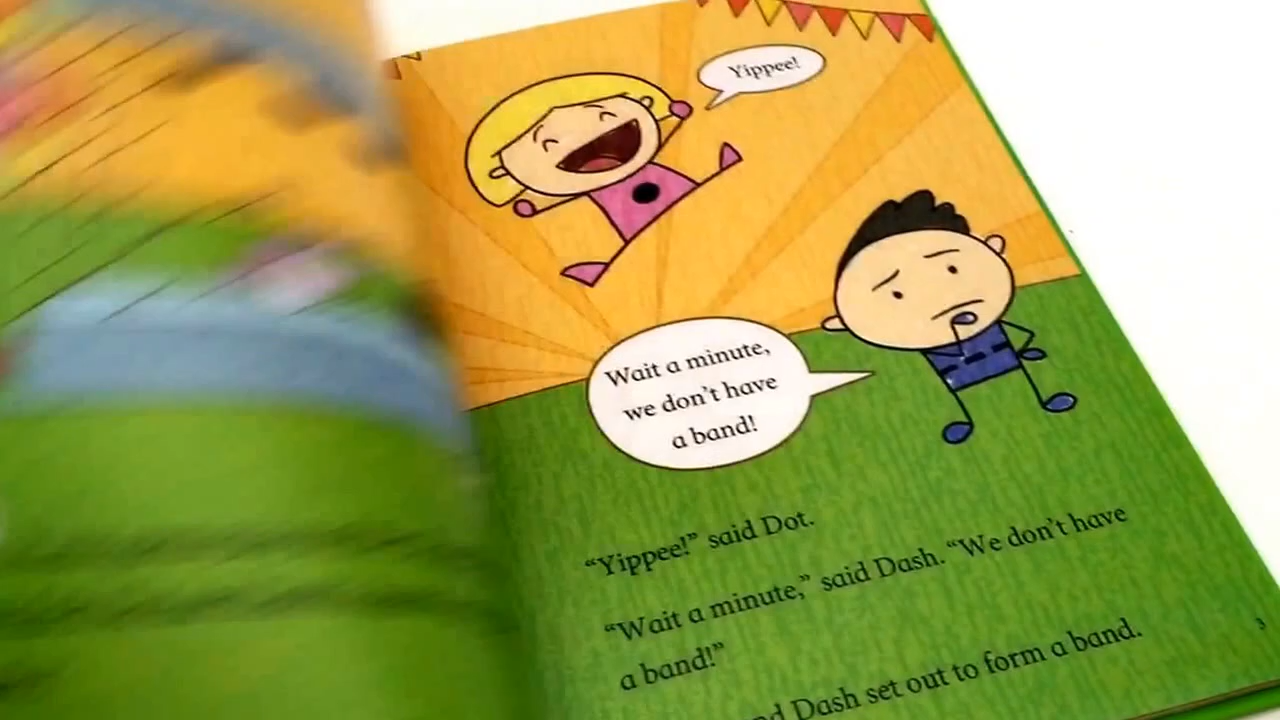 Yippee!
Wait a minute,
we don't have
a band!
“Yippee!” said Dot.
“Wait a minute,” said Dash. “We don't have
a band!”
Dash set out to form a band.
3